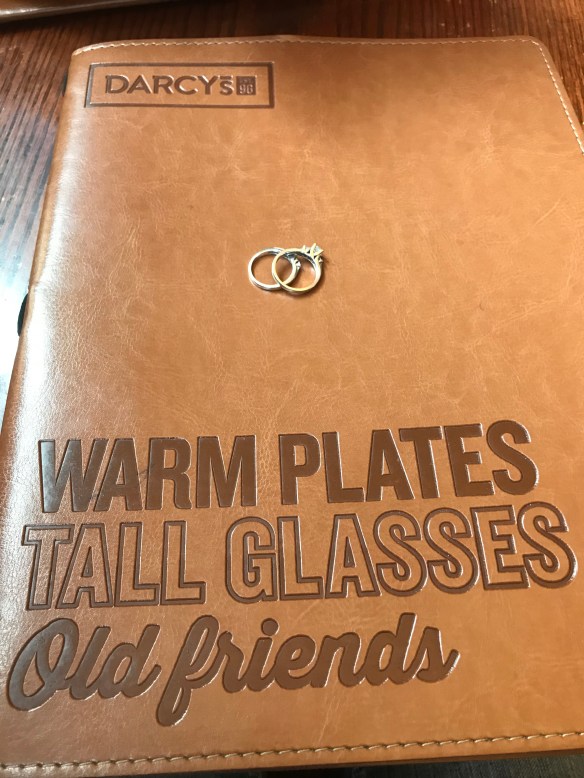 DARCY'S
WARM PLATES
TALL GLASSES
Old friends